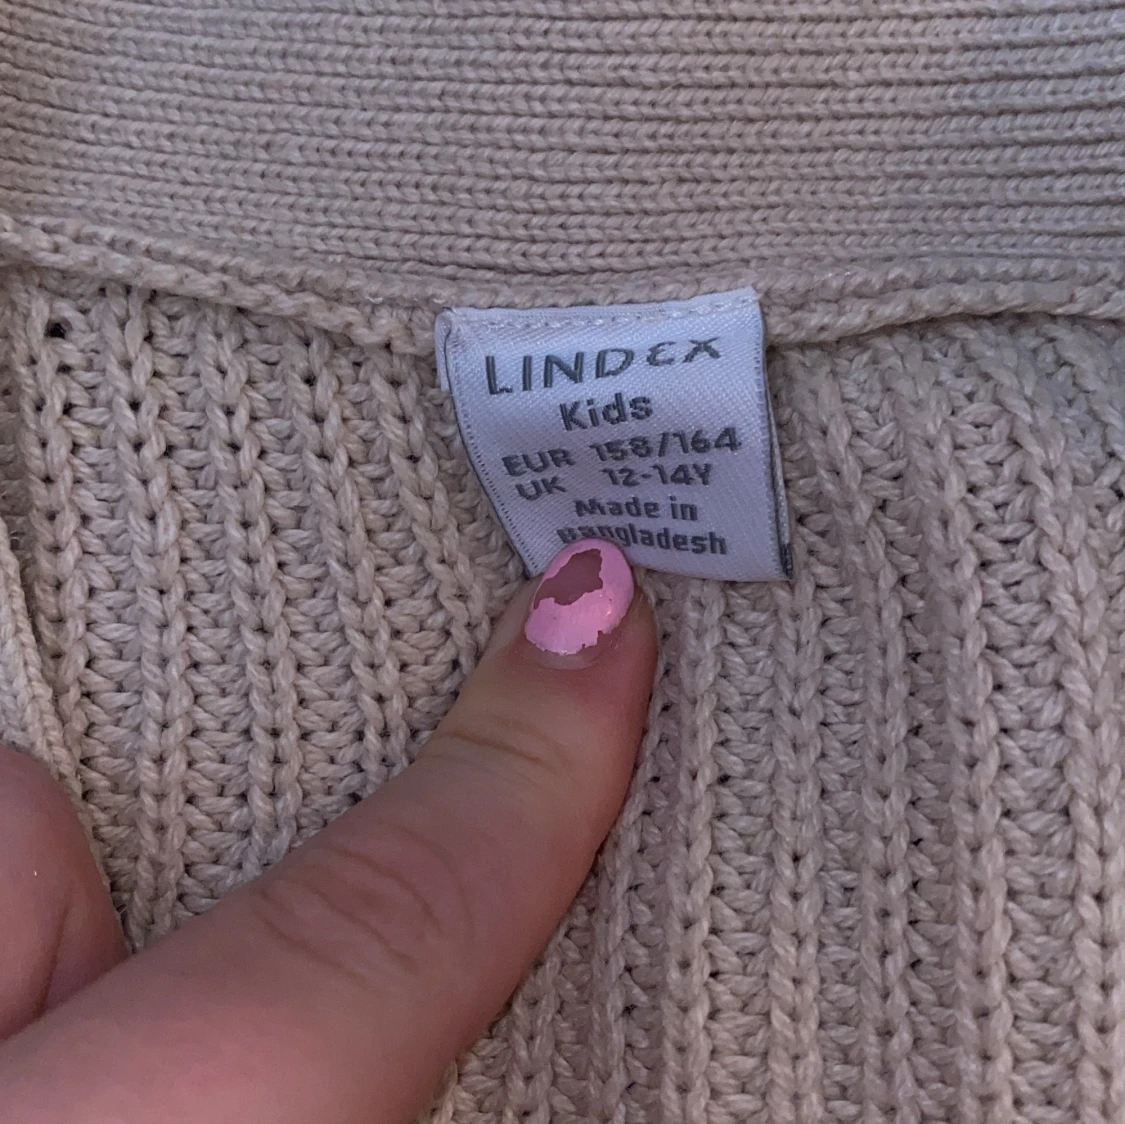 LINDEX
Kids
EUR 158/164
UK 12-14Y
Made in
Bangladesh